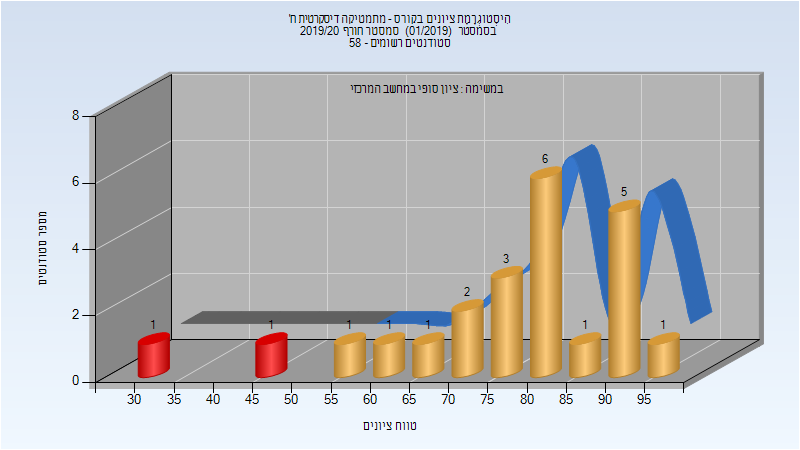 היסטוגרמת ציונים בקורס - מתמטיקה דיסקרטית ח'
בסמסטר (01/2019) סמסטר חורף 2019/20
סטודנטים רשומים - 58
במשימה : ציון סופי במחשב המרכזי
מספר סטודנטים
8
6
4
2
0
1
1
1
1
1
2
3
6
1
5
1
30 35 40 45 50 55 60 65 70 75 80 85 90 95
טווח ציונים